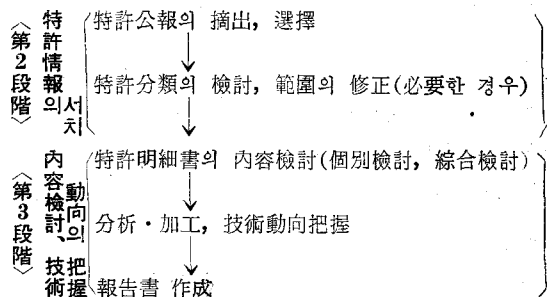 〈第2段階〉
特許情報의 서치
特許公報의 摘出, 選擇
特許分類의 檢討, 範圍의 修正(必要한 경우)
〈第3段階〉
內容檢討、技術
動向의 把握
特許明細書의 內容檢討(個別檢討, 綜合檢討)
分析・加工, 技術動向把握
報告書 作成